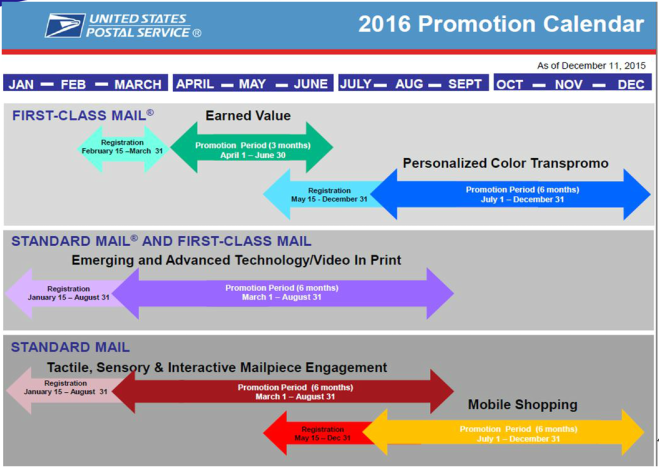 UNITED STATES
POSTAL SERVICE ®
2016 Promotion Calendar
As of December 11, 2015
JAN — FEB — MARCH APRIL — MAY — JUNE JULY — AUG — SEPT OCT — NOV — DEC
FIRST-CLASS MAIL®
Earned Value
Registration
February 15 –March 31
Promotion Period (3 months)
April 1 – June 30
Personalized Color Transpromo
Registration
May 15 - December 31
Promotion Period (6 months)
July 1 – December 31
STANDARD MAIL® AND FIRST-CLASS MAIL
Emerging and Advanced Technology/Video In Print
Registration
January 15 – August 31
Promotion Period (6 months)
March 1 – August 31
STANDARD MAIL
Tactile, Sensory & Interactive Mailpiece Engagement
Registration
January 15 – August 31
Promotion Period (6 months)
March 1 – August 31
Mobile Shopping
Registration
May 15 – Dec 31
Promotion Period (6 months)
July 1 – December 31